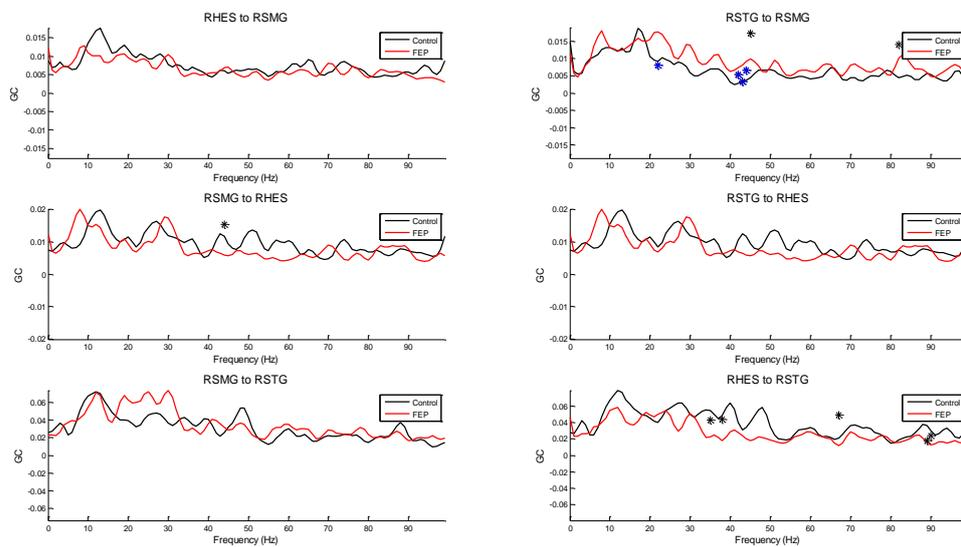 RHES to RSMG
0.015
0.01
0.005
0
-0.005
-0.01
-0.015
GC
0 10 20 30 40 50 60 70 80 90
Frequency (Hz)
Control
FEP
RSTG to RSMG
0.015
0.01
0.005
0
-0.005
-0.01
-0.015
GC
0 10 20 30 40 50 60 70 80 90
Frequency (Hz)
Control
FEP
RSMG to RHES
0.02
0.01
0
-0.01
-0.02
GC
0 10 20 30 40 50 60 70 80 90
Frequency (Hz)
Control
FEP
RSTG to RHES
0.02
0.01
0
-0.01
-0.02
GC
0 10 20 30 40 50 60 70 80 90
Frequency (Hz)
Control
FEP
RSMG to RSTG
0.06
0.04
0.02
0
-0.02
-0.04
-0.06
GC
0 10 20 30 40 50 60 70 80 90
Frequency (Hz)
Control
FEP
RHES to RSTG
0.06
0.04
0.02
0
-0.02
-0.04
-0.06
GC
0 10 20 30 40 50 60 70 80 90
Frequency (Hz)
Control
FEP